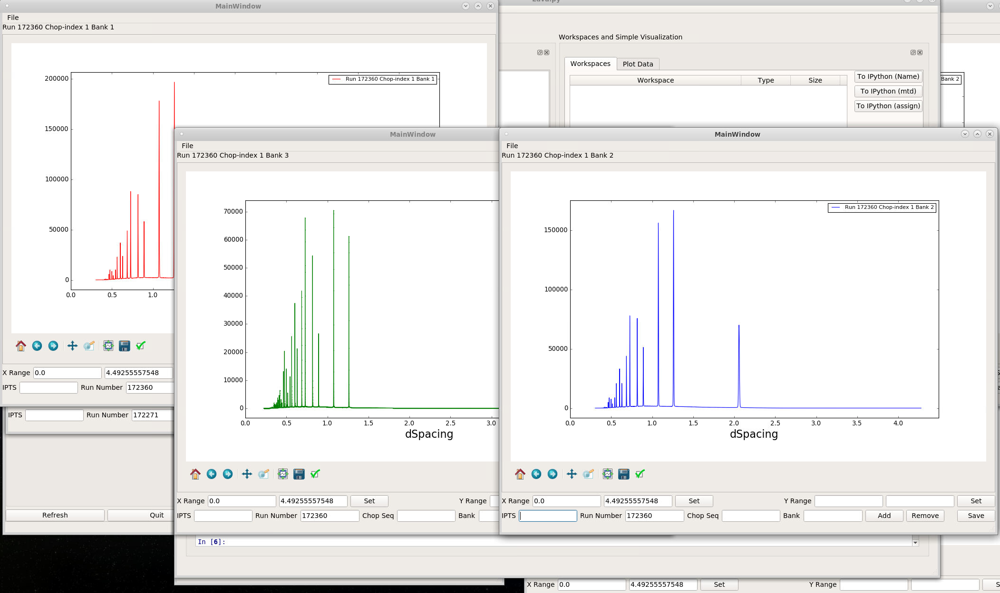 MainWindow
File
Run 172360 Chop-index 1 Bank 1
200000
150000
100000
50000
0
0.0 0.5 1.0
Run 172360 Chop-index 1 Bank 1
X Range 0.0 4.49255557548
IPTS Run Number 172360
IPTS Run Number 172271
Refresh Quit
Workspaces and Simple Visualization
Workspaces Plot Data
Workspace Type Size
To IPython (Name)
To IPython (mtd)
To IPython (assign)
Bank 2
MainWindow
File
Run 172360 Chop-index 1 Bank 3
70000
60000
50000
40000
30000
20000
10000
0
0.0 0.5 1.0 1.5 2.0 2.5 3.0
dSpacing
X Range 0.0 4.49255557548 Set Y Range
IPTS Run Number 172360 Chop Seq Bank
In [6]:
MainWindow
File
Run 172360 Chop-index 1 Bank 2
Run 172360 Chop-index 1 Bank 2
150000
100000
50000
0
0.0 0.5 1.0 1.5 2.0 2.5 3.0 3.5 4.0
dSpacing
X Range 0.0 4.49255557548 Set Y Range Set
IPTS Run Number 172360 Chop Seq Bank Add Remove Save
X Range 0.0 4.49255557548 Set Y Range